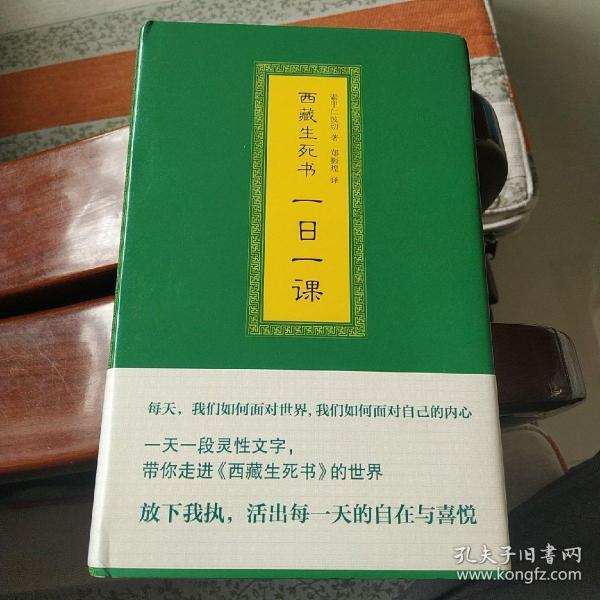 西藏生死书
一日一课
索甲仁波切 著
郑振煌 译
每天，我们如何面对世界，我们如何面对自己的内心
一天一段灵性文字，
带你走进《西藏生死书》的世界
放下我执，活出每一天的自在与喜悦
孔夫子旧书网
www.kongfz.com